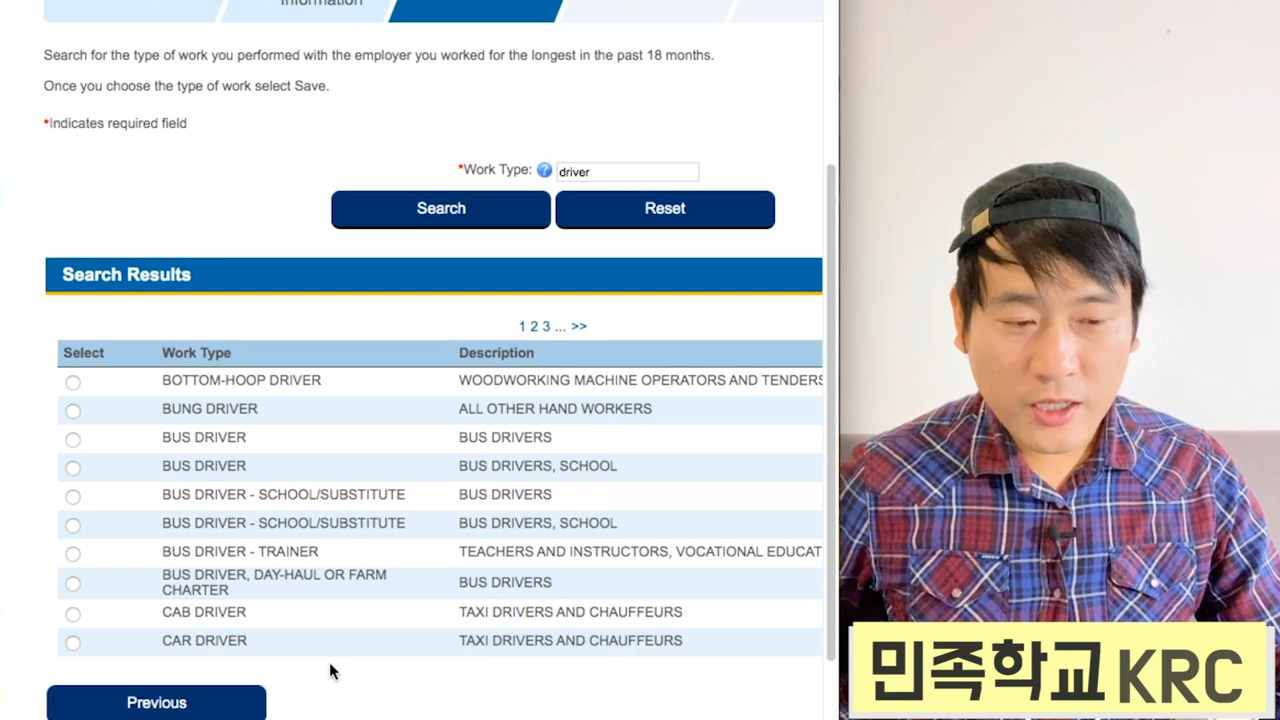 Information
Search for the type of work you performed with the employer you worked for the longest in the past 18 months.
Once you choose the type of work select Save.
*Indicates required field
*Work Type: ? driver
Search Reset
Search Results
1 2 3 ... >>
Select Work Type Description
BOTTOM-HOOP DRIVER WOODWORKING MACHINE OPERATORS AND TENDERS
BUNG DRIVER ALL OTHER HAND WORKERS
BUS DRIVER BUS DRIVERS
BUS DRIVER BUS DRIVERS, SCHOOL
BUS DRIVER - SCHOOL/SUBSTITUTE BUS DRIVERS
BUS DRIVER - SCHOOL/SUBSTITUTE BUS DRIVERS, SCHOOL
BUS DRIVER - TRAINER TEACHERS AND INSTRUCTORS, VOCATIONAL EDUCAT
BUS DRIVER, DAY-HAUL OR FARM
CHARTER BUS DRIVERS
CAB DRIVER TAXI DRIVERS AND CHAUFFEURS
CAR DRIVER TAXI DRIVERS AND CHAUFFEURS
Previous
민족학교 KRC